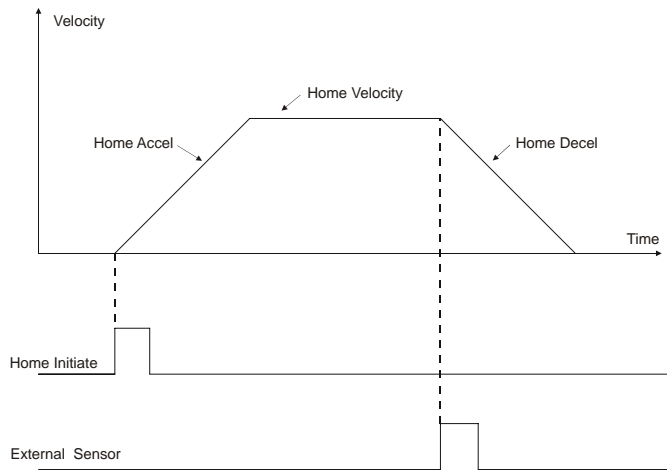 Velocity
Home Velocity
Home Accel
Home Decel
Time
Home Initiate
External Sensor